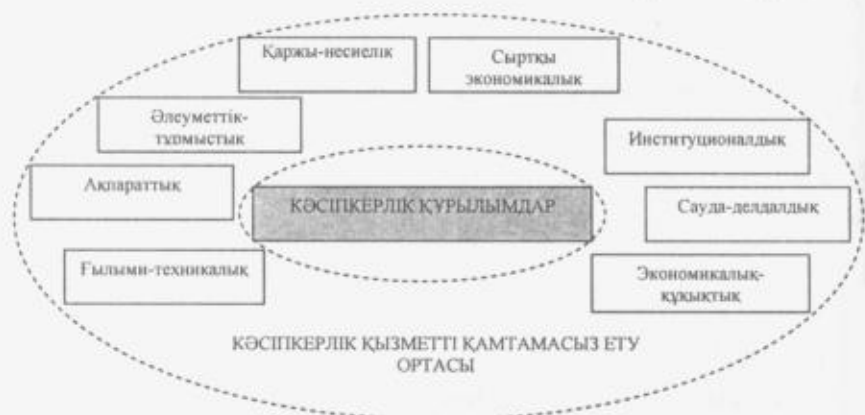 Қаржы-несиелік
Сыртқы
экономикалық
Әлеуметтік-
тұрмыстық
Институционалдық
Ақпараттық
КӘСІПКЕРЛІК ҚҰРЫЛЫМДАР
Сауда-делдалдық
Ғылыми-техникалық
Экономикалық-
құқықтық
КӘСІПКЕРЛІК ҚЫЗМЕТТІ ҚАМТАМАСЫЗ ЕТУ
ОРТАСЫ